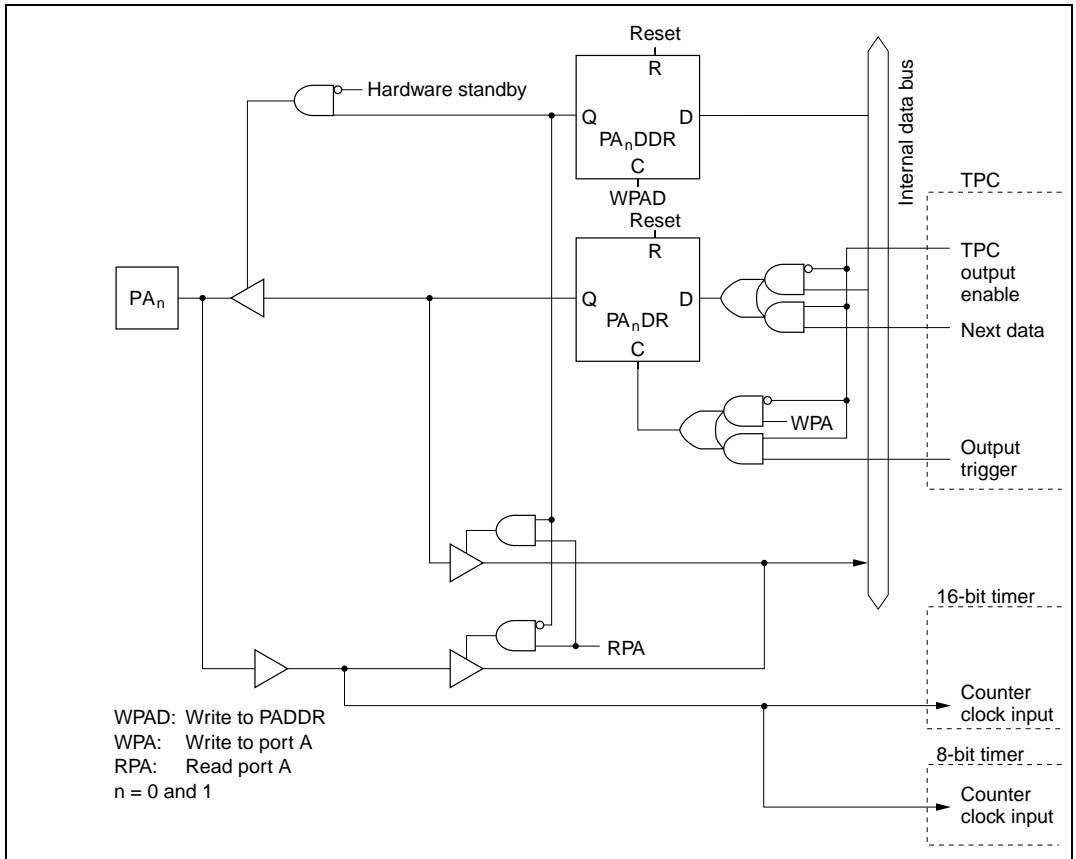 Reset
R
Hardware standby
Q
D
PAnDDR
C
WPAD
Internal data bus
TPC
Reset
R
TPC
output
enable
PAn
Q
D
PAnDR
Next data
C
WPA
Output
trigger
16-bit timer
RPA
Counter
clock input
WPAD: Write to PADDR
WPA: Write to port A
RPA: Read port A
n = 0 and 1
8-bit timer
Counter
clock input